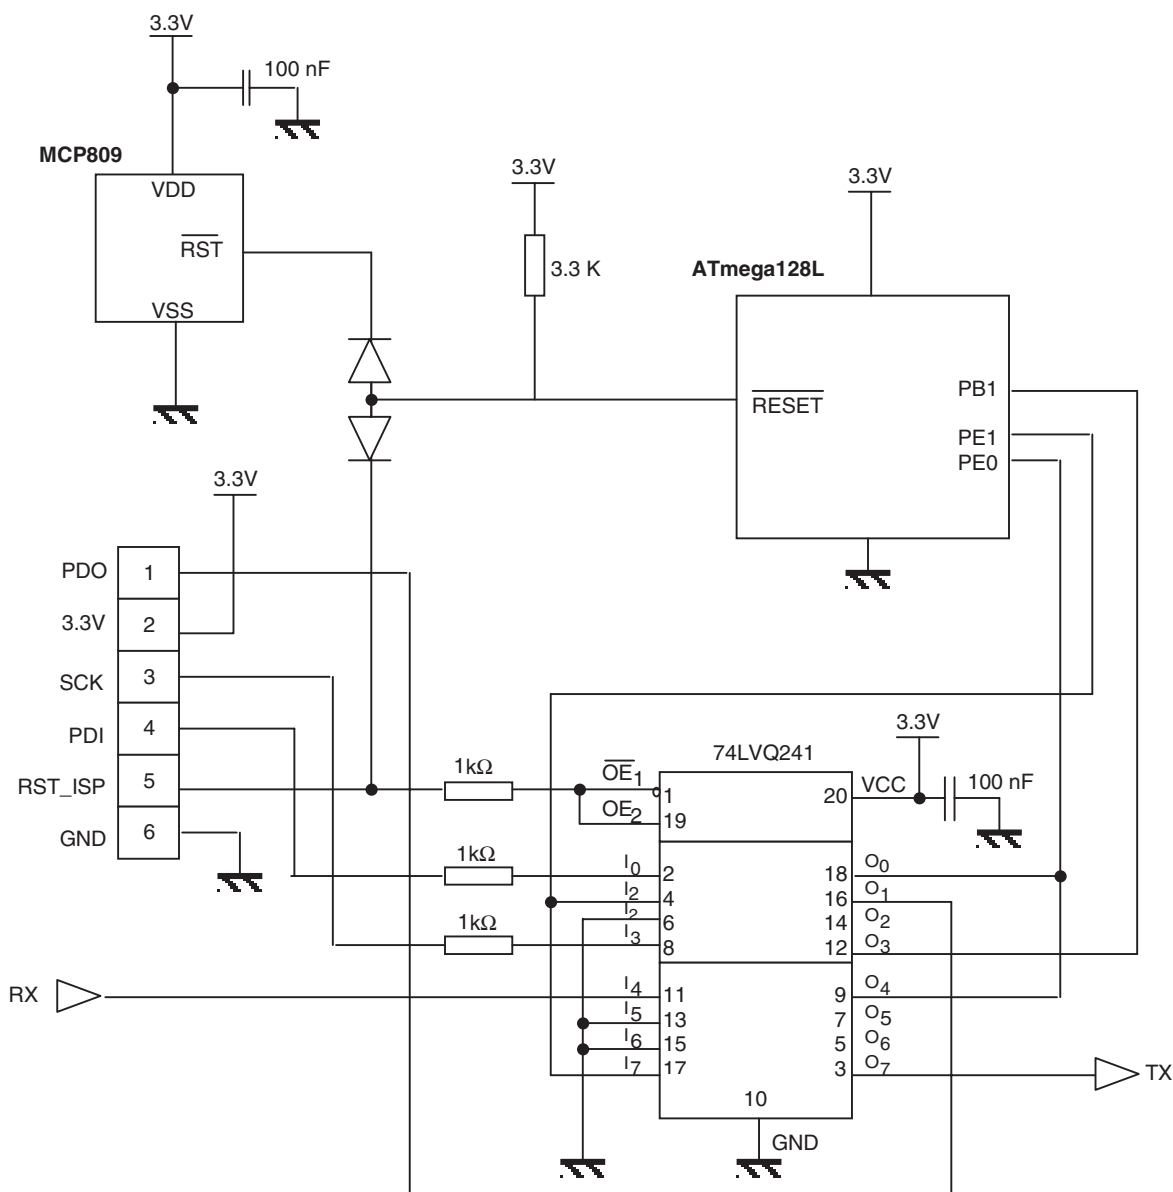 3.3V
100 nF
MCP809
VDD
RST
VSS
3.3V
3.3 K
3.3V
ATmega128L
RESET
PB1
PE1
PE0
3.3V
PDO 1
3.3V 2
SCK 3
PDI 4
RST_ISP 5
GND 6
1kΩ
1kΩ
1kΩ
74LVQ241
3.3V
100 nF
OE1 1
OE2 19
20 VCC
I0 2
I2 4
I2 6
I3 8
18 O0
16 O1
14 O2
12 O3
RX
I4 11
I5 13
I6 15
I7 17
9 O4
7 O5
5 O6
3 O7
TX
10
GND